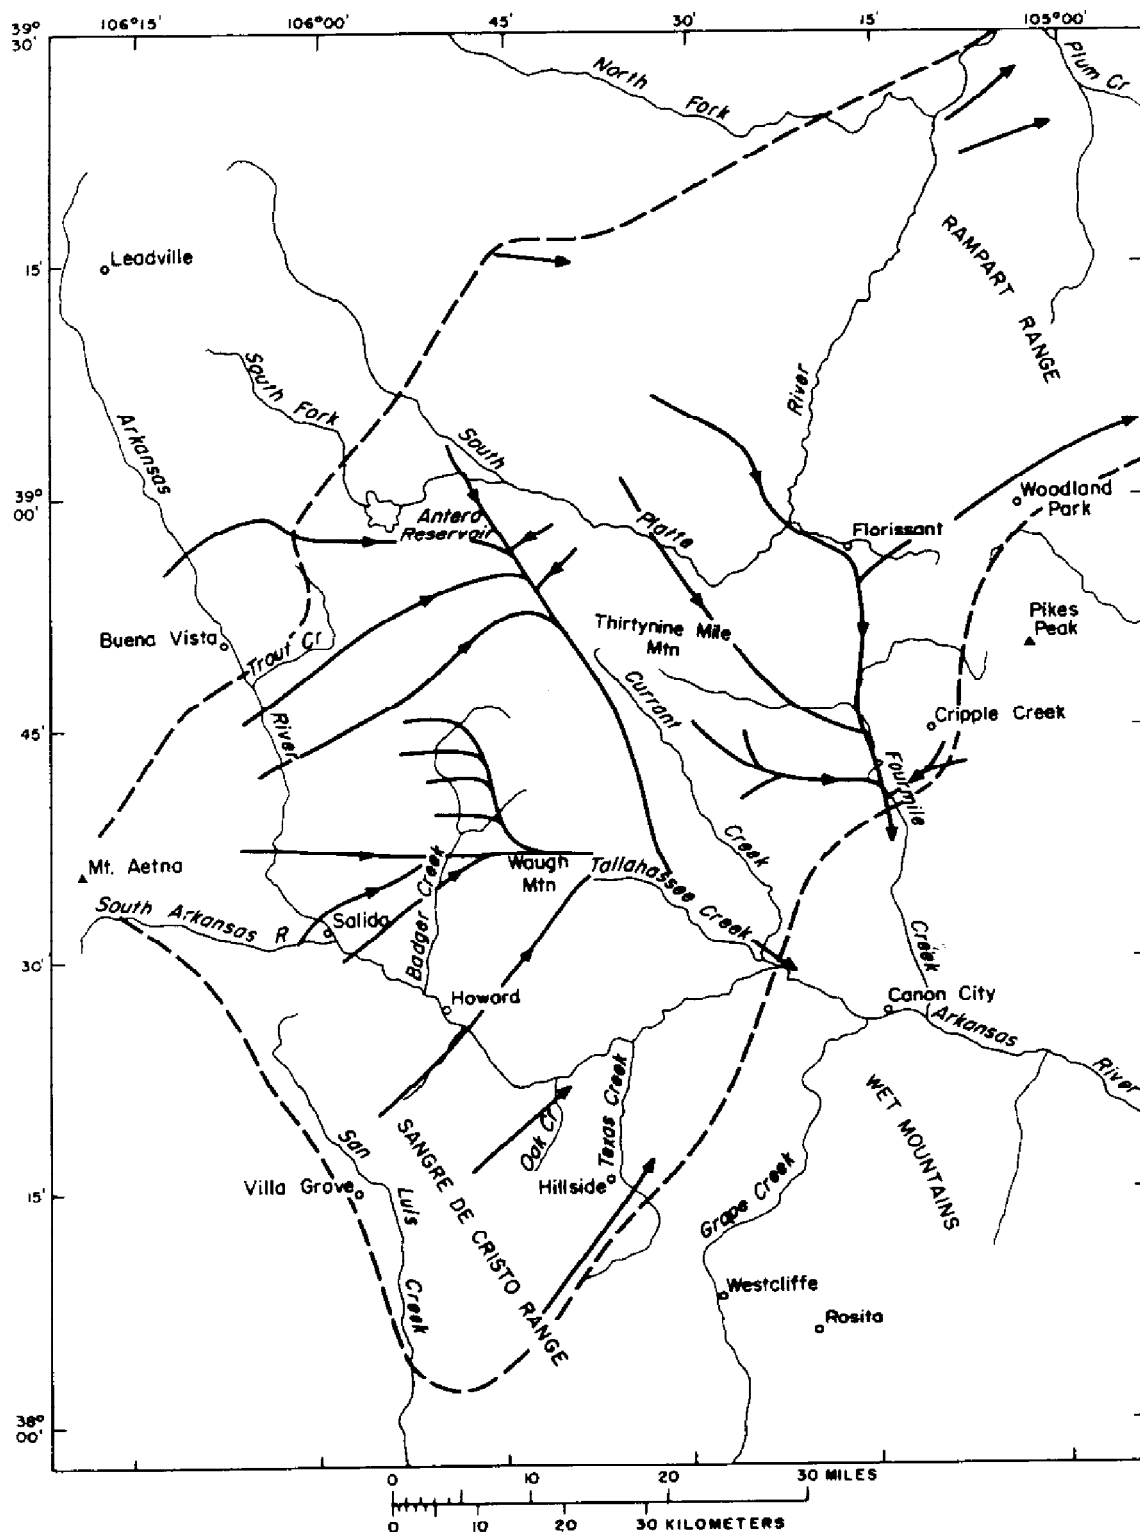 106°15'
106°00'
45'
30'
15'
105°00'
39°
30'
North
Fork
Plum Cr
RAMPART RANGE
15'
Leadville
South Fork
River
Arkansas
South
39°
00'
Antero
Reservoir
Platte
Woodland
Park
Florissant
Buena Vista
Trout Cr
Thirtynine Mile
Mtn
Pikes
Peak
Currant
River
45'
Cripple Creek
Fourmile
Creek
Mt. Aetna
Waugh
Mtn
Tallahassee Creek
South Arkansas R
Salida
Badger Creek
Creek
30'
Howard
Canon City
Arkansas
River
Oak Cr
Texas Creek
WET MOUNTAINS
San
Luis
Creek
SANGRE DE CRISTO RANGE
15'
Villa Grove
Hillside
Grape Creek
Westcliffe
Rosita
38°
00'
0 10 20 30 MILES
0 10 20 30 KILOMETERS